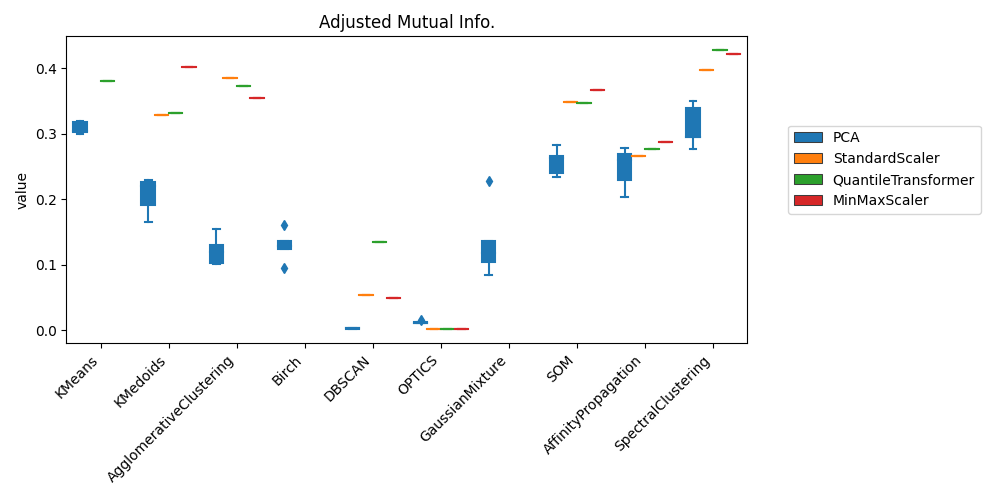 Adjusted Mutual Info.
value
0.4
0.3
0.2
0.1
0.0
KMeans
KMedoids
AgglomerativeClustering
Birch
DBSCAN
OPTICS
GaussianMixture
SOM
AffinityPropagation
SpectralClustering
PCA
StandardScaler
QuantileTransformer
MinMaxScaler